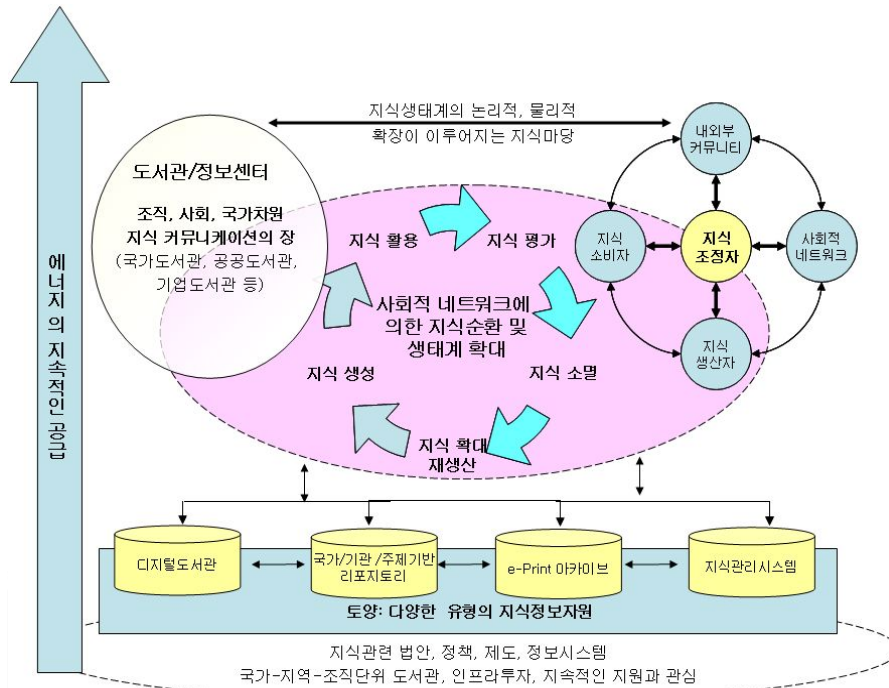 지식생태계의 논리적, 물리적
확장이 이루어지는 지식마당
내외부
커뮤니티
도서관/정보센터
조직, 사회, 국가차원
지식 커뮤니케이션의 장
(국가도서관, 공공도서관,
기업도서관 등)
지식 활용
지식 평가
지식
소비자
지식
조정자
사회적
네트워크
지식
생산자
사회적 네트워크에
의한 지식순환 및
생태계 확대
지식 생성
지식 소멸
지식 확대
재생산
에너지의 지속적인 공급
디지털도서관
국가/기관/주제기반
리포지토리
e-Print 아카이브
지식관리시스템
토양: 다양한 유형의 지식정보자원
지식관련 법안, 정책, 제도, 정보시스템
국가-지역-조직단위 도서관, 인프라투자, 지속적인 지원과 관심